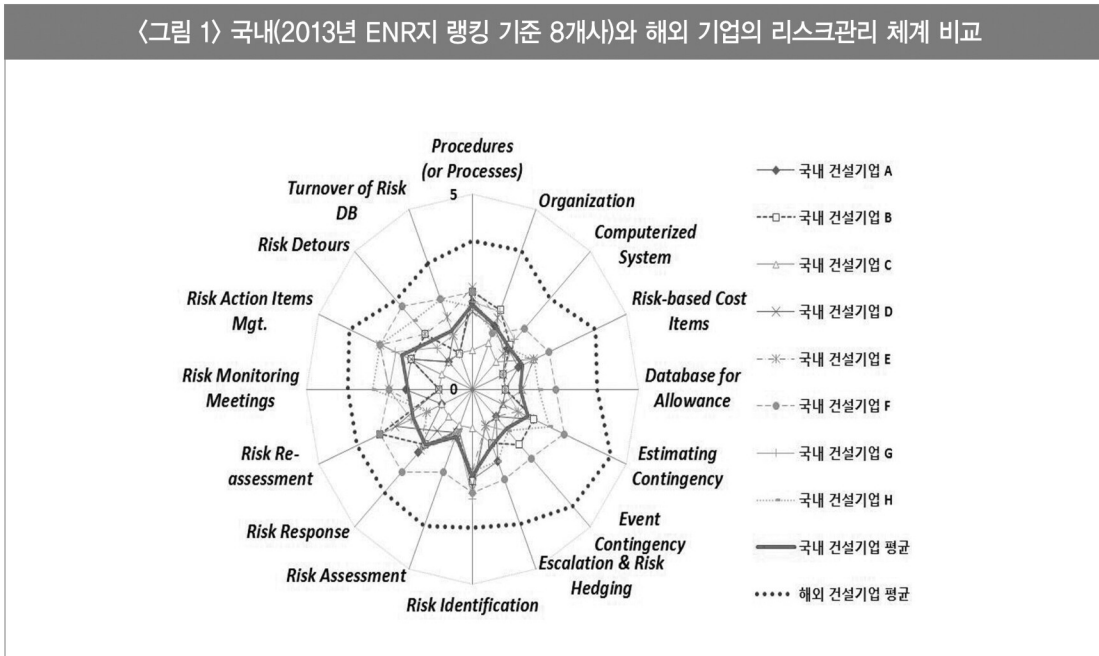 〈그림 1〉 국내(2013년 ENR지 랭킹 기준 8개사)와 해외 기업의 리스크관리 체계 비교
Procedures
(or Processes)
5
Organization
Computerized
System
Risk-based Cost
Items
Database for
Allowance
Estimating
Contingency
Event
Contingency
Escalation & Risk
Hedging
Risk Identification
Risk Assessment
Risk Response
Risk Re-
assessment
Risk Monitoring
Meetings
Risk Action Items
Mgt.
Risk Detours
Turnover of Risk
DB
0
국내 건설기업 A
국내 건설기업 B
국내 건설기업 C
국내 건설기업 D
국내 건설기업 E
국내 건설기업 F
국내 건설기업 G
국내 건설기업 H
국내 건설기업 평균
해외 건설기업 평균